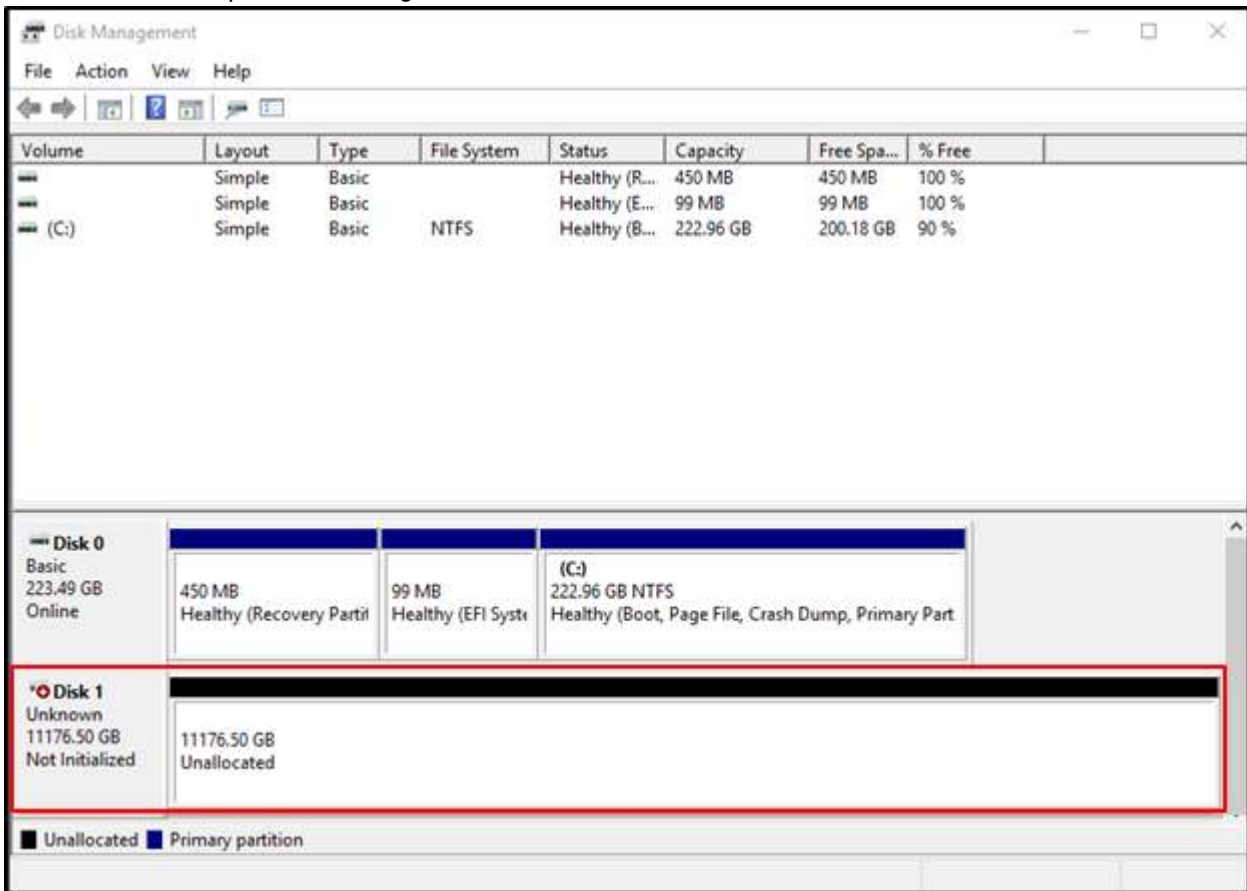 Disk Management
File Action View Help
Volume Layout Type File System Status Capacity Free Spa... % Free
Simple Basic Healthy (R... 450 MB 450 MB 100 %
Simple Basic Healthy (E... 99 MB 99 MB 100 %
(C:) Simple Basic NTFS Healthy (B... 222.96 GB 200.18 GB 90 %
Disk 0
Basic
223.49 GB
Online
450 MB
Healthy (Recovery Partit
99 MB
Healthy (EFI Syste
(C:)
222.96 GB NTFS
Healthy (Boot, Page File, Crash Dump, Primary Part
Disk 1
Unknown
11176.50 GB
Not Initialized
11176.50 GB
Unallocated
Unallocated Primary partition